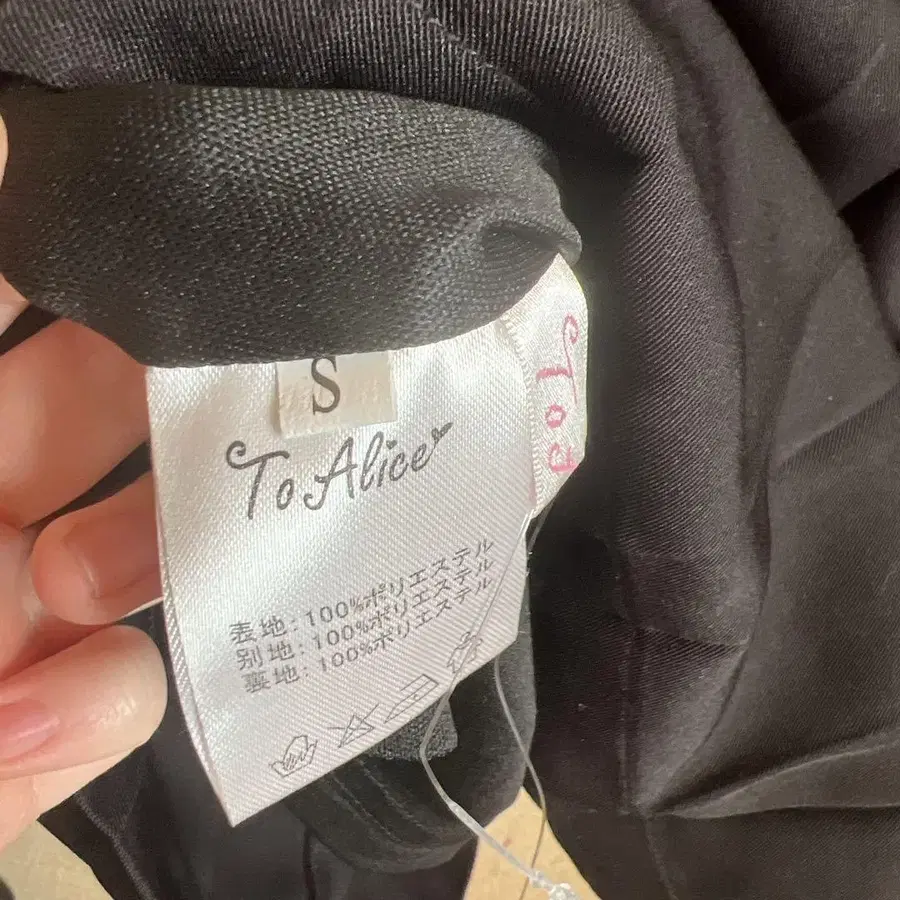 S
To Alice
表地:100%ポリエステル
別地:100%ポリエステル
裏地:100%ポリエステル
To